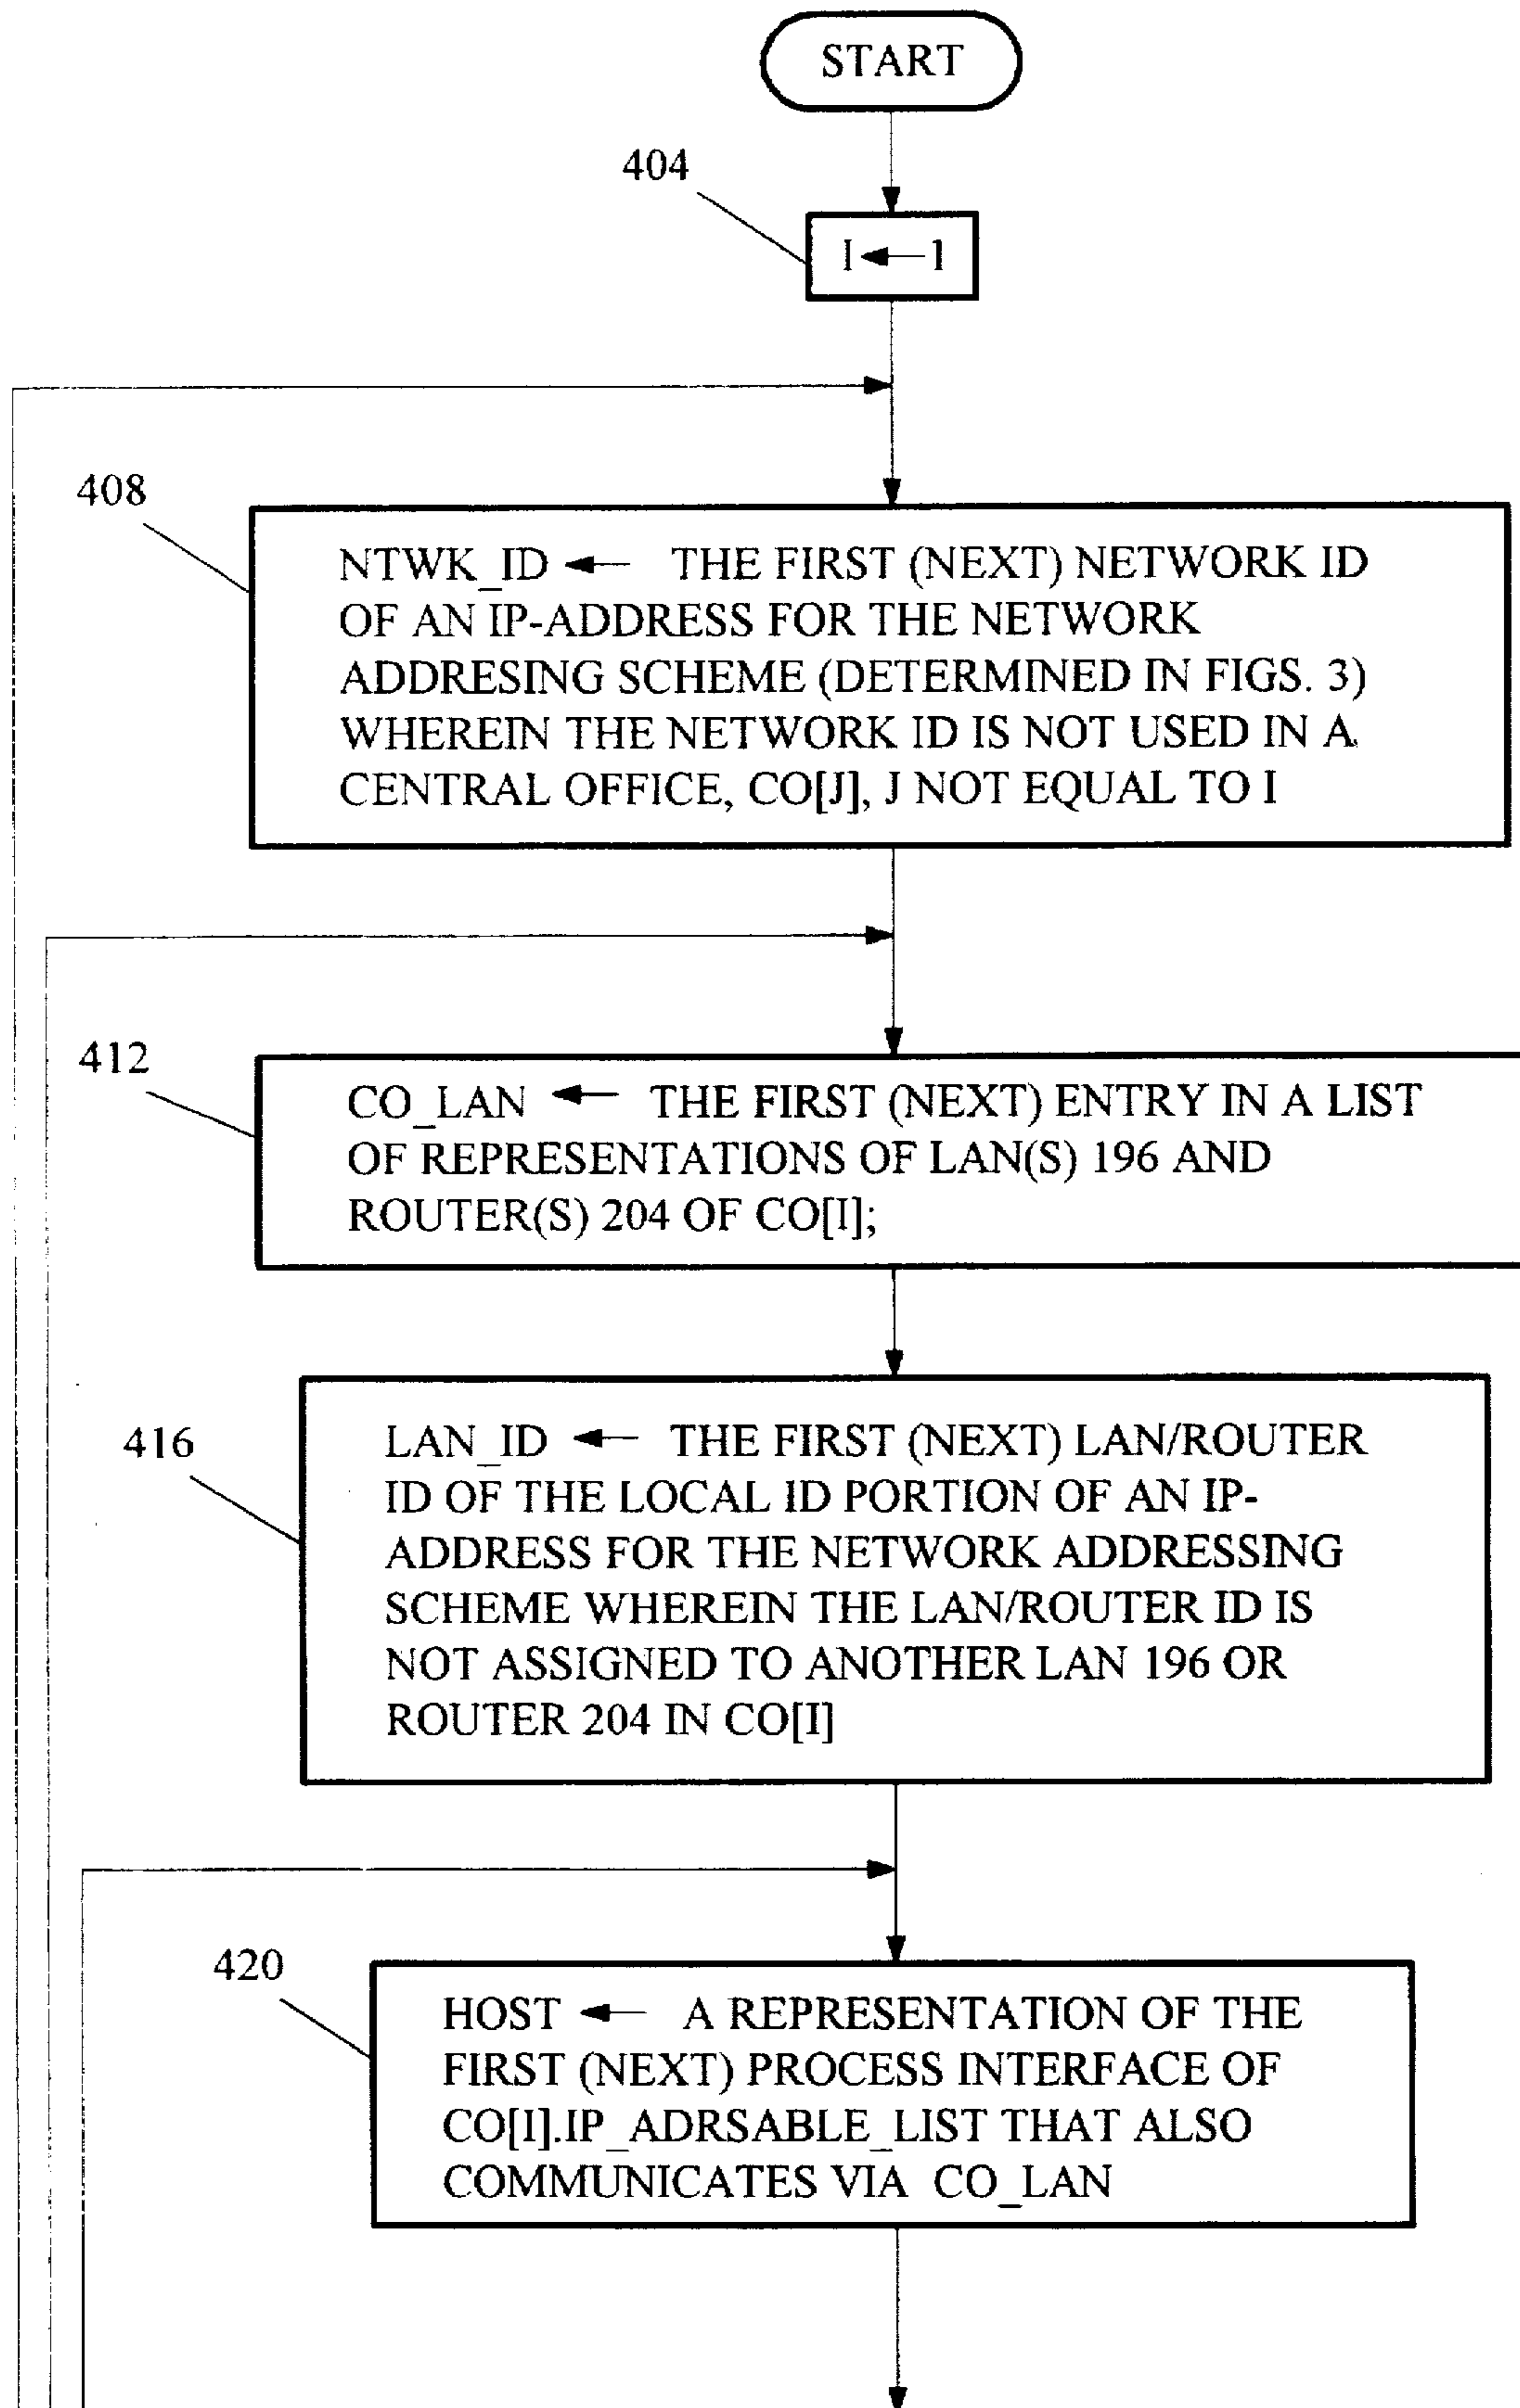 START
404
I ← 1
408
NTWK_ID ← THE FIRST (NEXT) NETWORK ID
OF AN IP-ADDRESS FOR THE NETWORK
ADDRESING SCHEME (DETERMINED IN FIGS. 3)
WHEREIN THE NETWORK ID IS NOT USED IN A
CENTRAL OFFICE, CO[J], J NOT EQUAL TO I
412
CO_LAN ← THE FIRST (NEXT) ENTRY IN A LIST
OF REPRESENTATIONS OF LAN(S) 196 AND
ROUTER(S) 204 OF CO[I];
416
LAN_ID ← THE FIRST (NEXT) LAN/ROUTER
ID OF THE LOCAL ID PORTION OF AN IP-
ADDRESS FOR THE NETWORK ADDRESSING
SCHEME WHEREIN THE LAN/ROUTER ID IS
NOT ASSIGNED TO ANOTHER LAN 196 OR
ROUTER 204 IN CO[I]
420
HOST ← A REPRESENTATION OF THE
FIRST (NEXT) PROCESS INTERFACE OF
CO[I].IP_ADRSABLE_LIST THAT ALSO
COMMUNICATES VIA CO_LAN